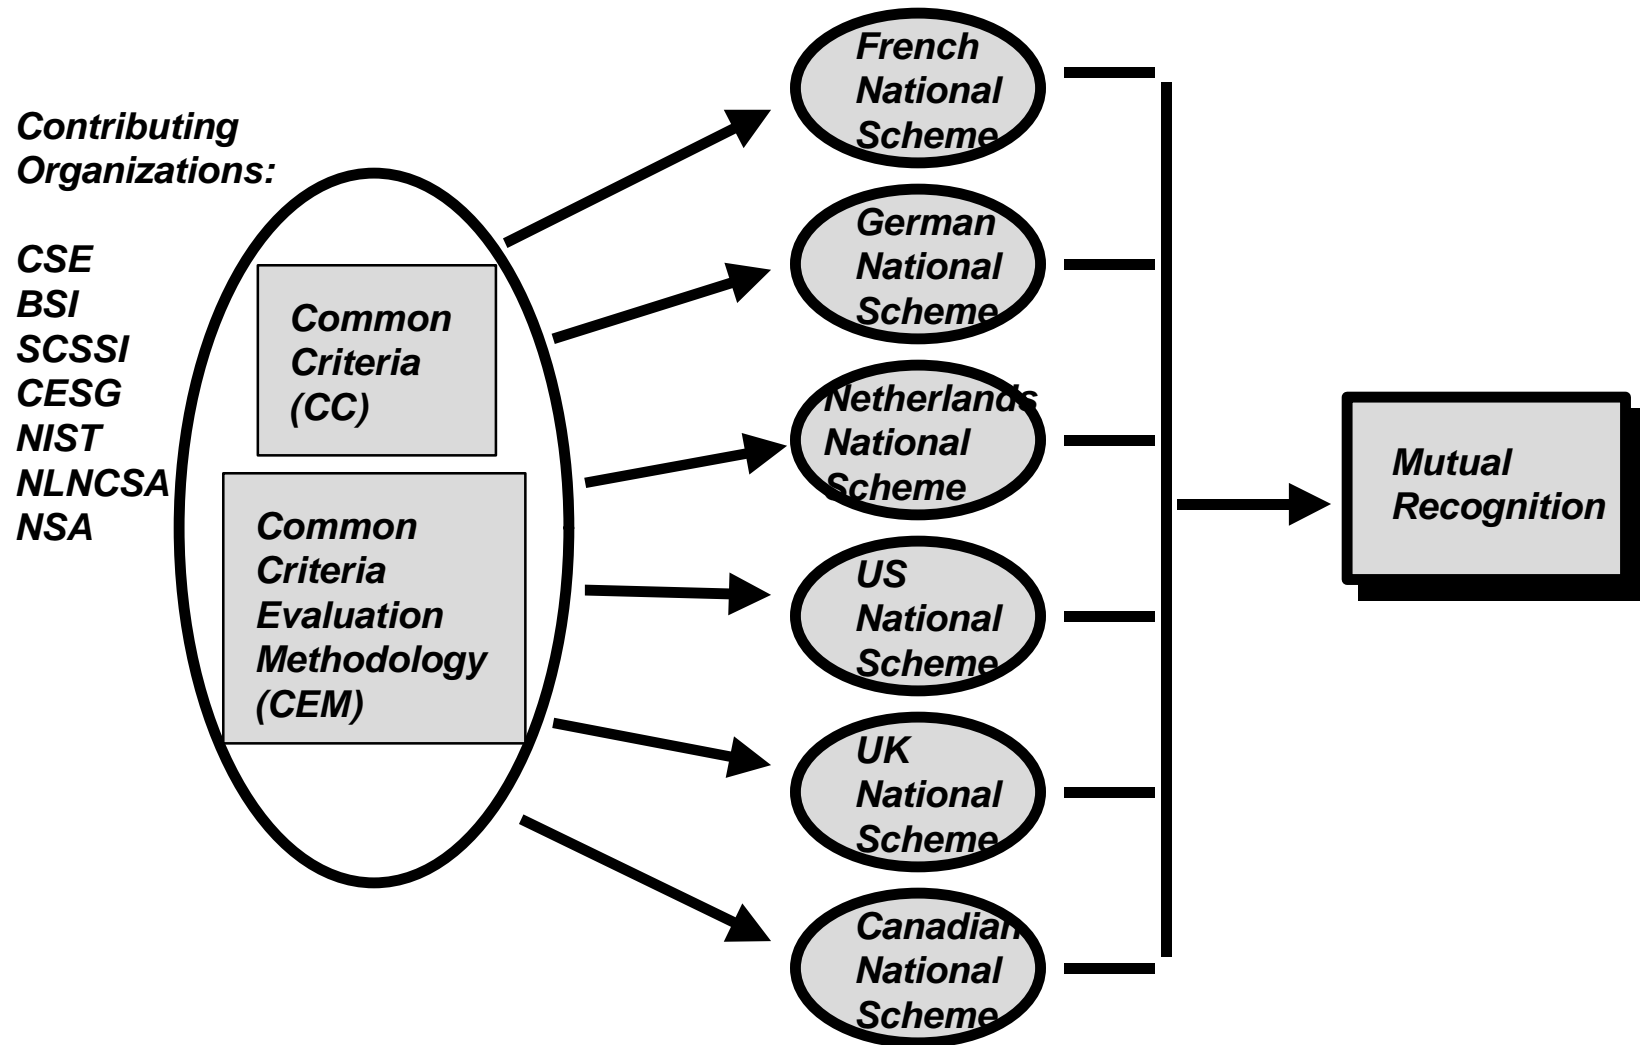 Contributing
Organizations:
CSE
BSI
SCSSI
CESG
NIST
NLNCSA
NSA
Common
Criteria
(CC)
Common
Criteria
Evaluation
Methodology
(CEM)
French
National
Scheme
German
National
Scheme
Netherlands
National
Scheme
US
National
Scheme
UK
National
Scheme
Canadian
National
Scheme
Mutual
Recognition